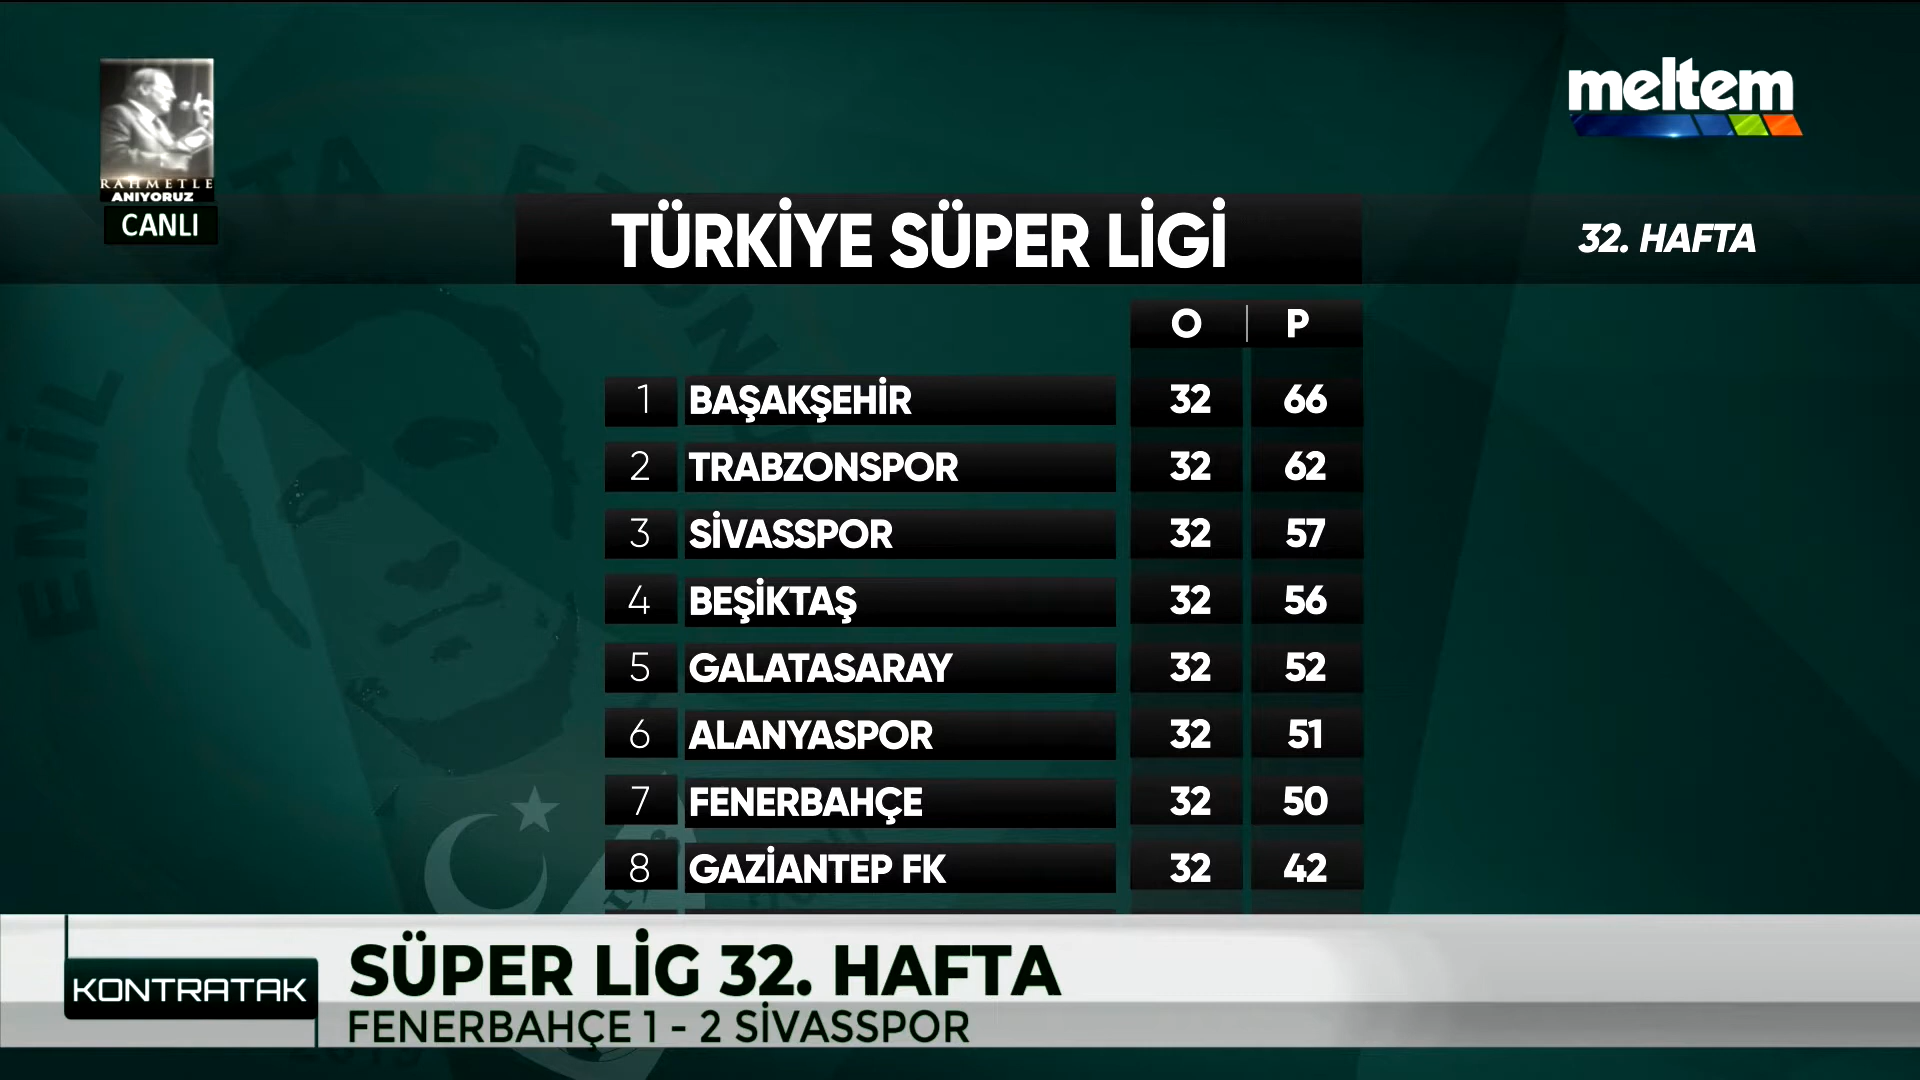 meltem
RAHMETLE
ANIYORUZ
CANLI
TÜRKİYE SÜPER LİGİ
32. HAFTA
O P
1 BAŞAKŞEHİR 32 66
2 TRABZONSPOR 32 62
3 SİVASSPOR 32 57
4 BEŞİKTAŞ 32 56
5 GALATASARAY 32 52
6 ALANYASPOR 32 51
7 FENERBAHÇE 32 50
8 GAZİANTEP FK 32 42
KONTRATAK
SÜPER LİG 32. HAFTA
FENERBAHÇE 1 - 2 SİVASSPOR